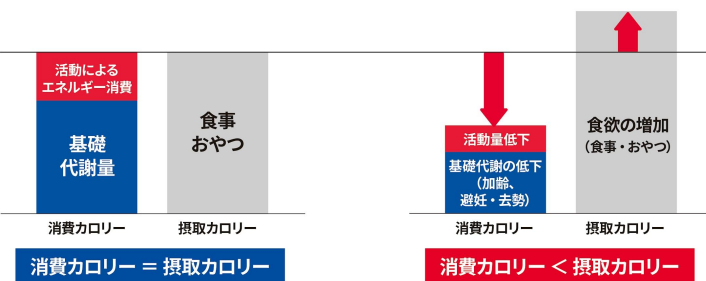 活動による
エネルギー消費
基礎
代謝量
食事
おやつ
消費カロリー
摂取カロリー
消費カロリー = 摂取カロリー
活動量低下
基礎代謝の低下
（加齢、
避妊・去勢）
食欲の増加
（食事・おやつ）
消費カロリー
摂取カロリー
消費カロリー < 摂取カロリー